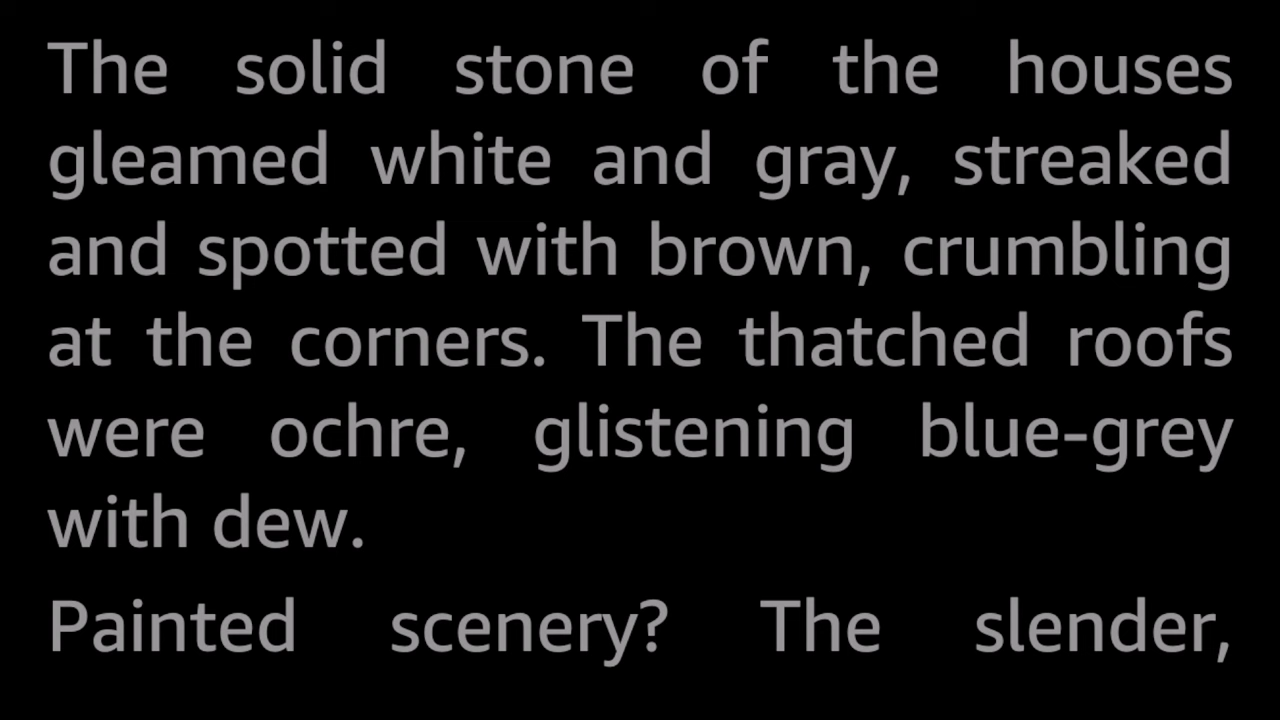 The solid stone of the houses
gleamed white and gray, streaked
and spotted with brown, crumbling
at the corners. The thatched roofs
were ochre, glistening blue-grey
with dew.
Painted scenery? The slender,